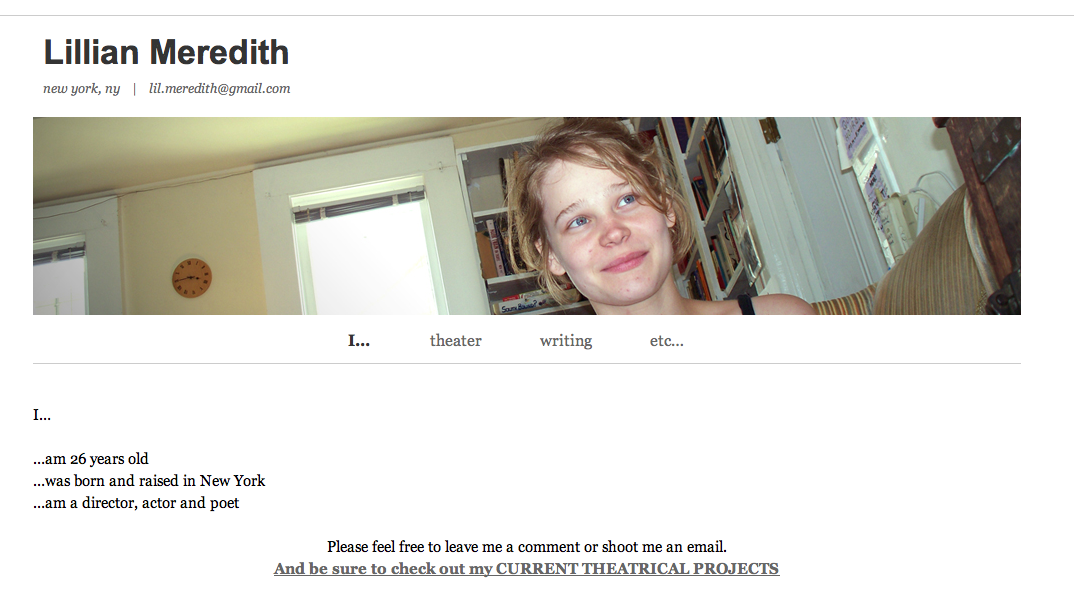 Lillian Meredith
new york, ny | lil.meredith@gmail.com
I... theater writing etc...
I...
...am 26 years old
...was born and raised in New York
...am a director, actor and poet
Please feel free to leave me a comment or shoot me an email.
And be sure to check out my CURRENT THEATRICAL PROJECTS